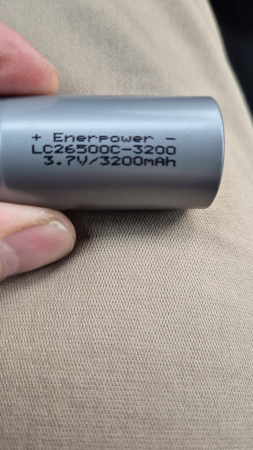 + Enerpower -
LC26500C-3200
3.7V/3200mAh